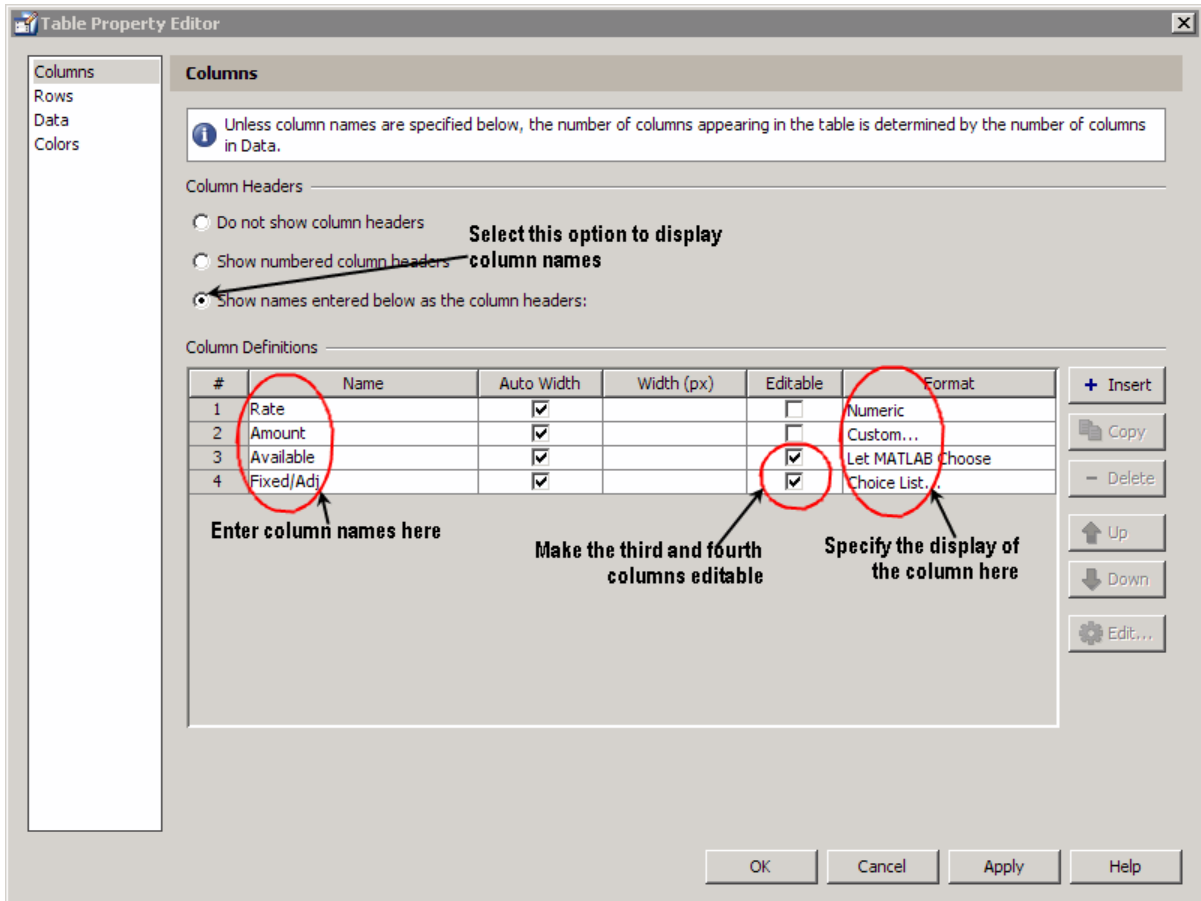 Table Property Editor
Columns
Rows
Data
Colors
Columns
Unless column names are specified below, the number of columns appearing in the table is determined by the number of columns
in Data.
Column Headers
Do not show column headers
Select this option to display
column names
Show numbered column headers
Show names entered below as the column headers:
Column Definitions
# Name Auto Width Width (px) Editable Format
1 Rate Numeric
2 Amount Custom...
3 Available Let MATLAB Choose
4 Fixed/Adj Choice List...
Enter column names here
Make the third and fourth
columns editable
Specify the display of
the column here
+ Insert
Copy
− Delete
Up
Down
Edit...
OK Cancel Apply Help